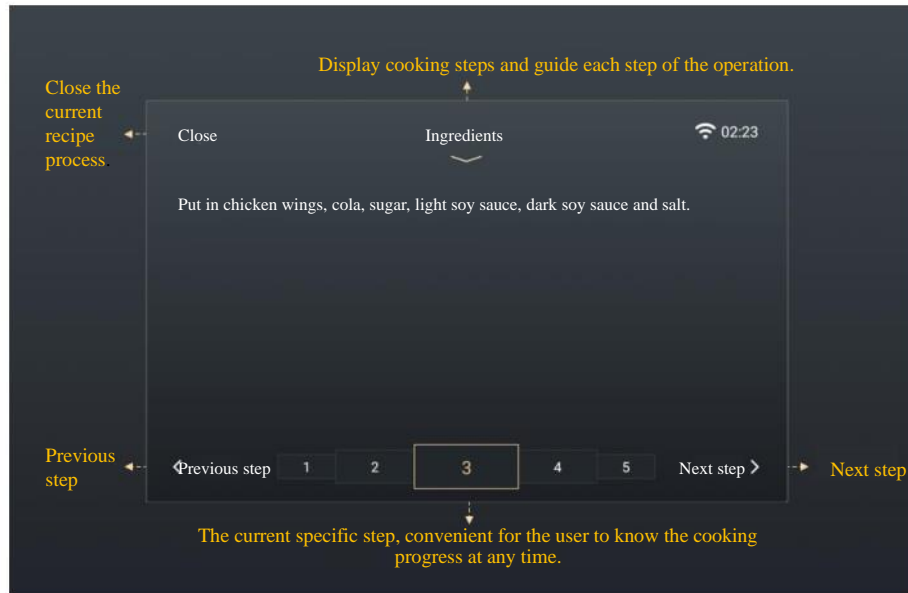 Display cooking steps and guide each step of the operation.
Close the
current
recipe
process.
Close
Ingredients
02:23
Put in chicken wings, cola, sugar, light soy sauce, dark soy sauce and salt.
Previous
step
Previous step
1
2
3
4
5
Next step
Next step
The current specific step, convenient for the user to know the cooking
progress at any time.